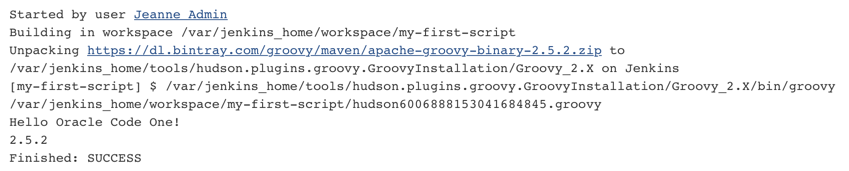 Started by user Jeanne Admin
Building in workspace /var/jenkins_home/workspace/my-first-script
Unpacking https://dl.bintray.com/groovy/maven/apache-groovy-binary-2.5.2.zip to
/var/jenkins_home/tools/hudson.plugins.groovy.GroovyInstallation/Groovy_2.X on Jenkins
[my-first-script] $ /var/jenkins_home/tools/hudson.plugins.groovy.GroovyInstallation/Groovy_2.X/bin/groovy
/var/jenkins_home/workspace/my-first-script/hudson6006888153041684845.groovy
Hello Oracle Code One!
2.5.2
Finished: SUCCESS